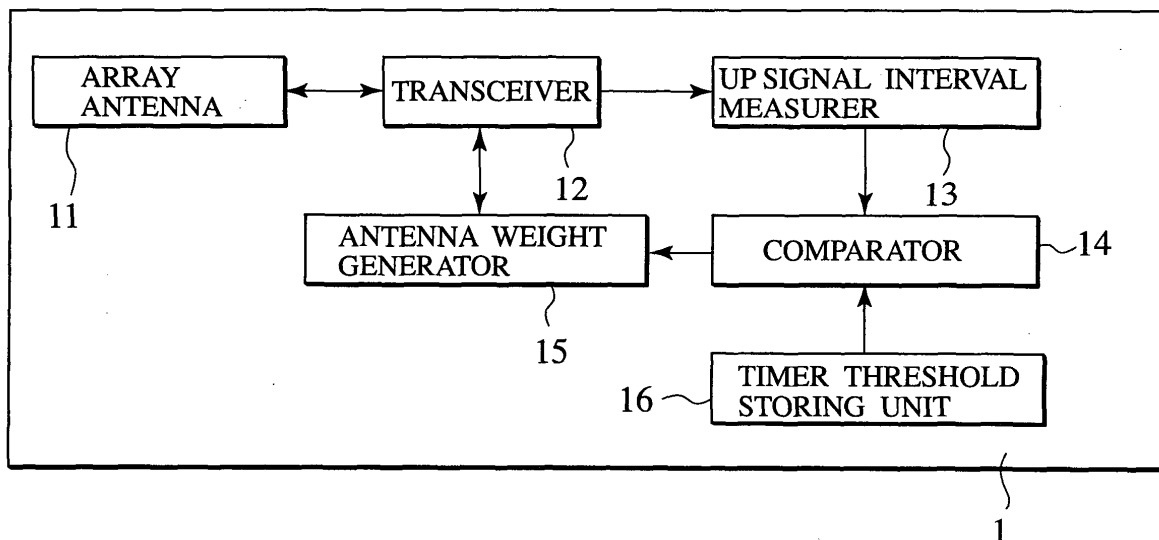 ARRAY
ANTENNA
TRANSCEIVER
UP SIGNAL INTERVAL
MEASURER
11
12
13
ANTENNA WEIGHT
GENERATOR
COMPARATOR
14
15
16
TIMER THRESHOLD
STORING UNIT
1